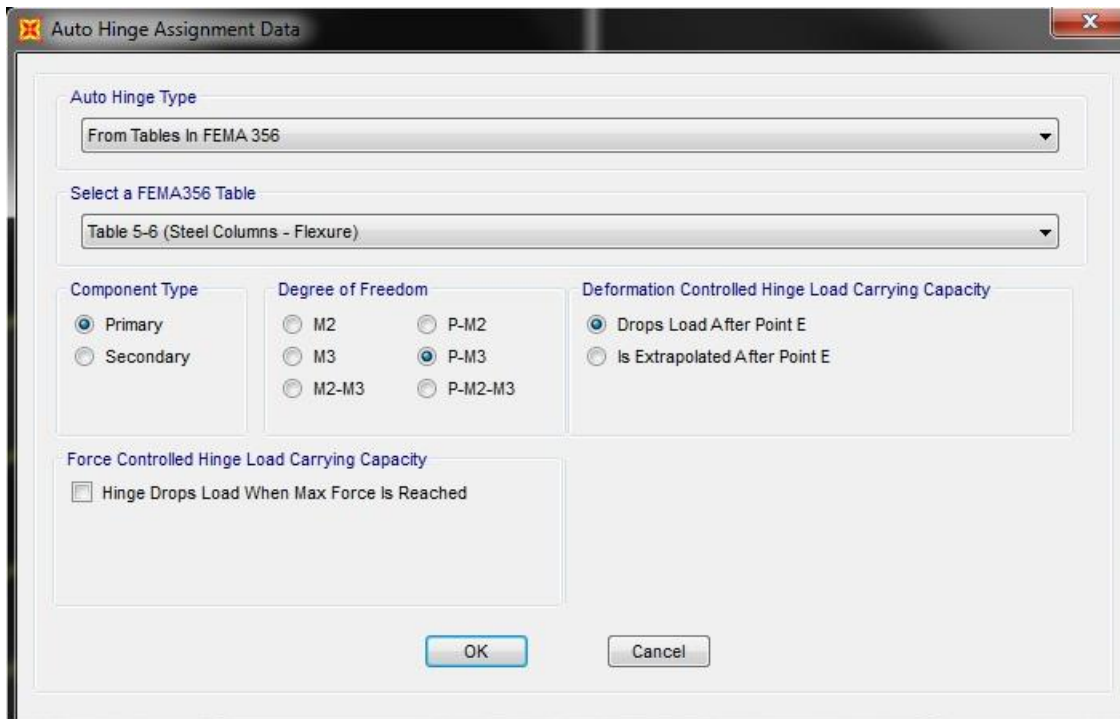 Auto Hinge Assignment Data
Auto Hinge Type
From Tables In FEMA 356
Select a FEMA356 Table
Table 5-6 (Steel Columns - Flexure)
Component Type
Primary
Secondary
Degree of Freedom
M2 P-M2
M3 P-M3
M2-M3 P-M2-M3
Deformation Controlled Hinge Load Carrying Capacity
Drops Load After Point E
Is Extrapolated After Point E
Force Controlled Hinge Load Carrying Capacity
Hinge Drops Load When Max Force Is Reached
OK Cancel